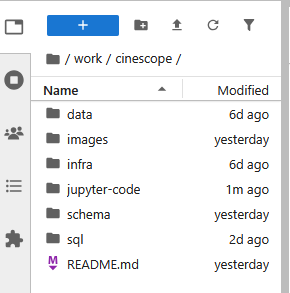 / work / cinescope /
Name Modified
data 6d ago
images yesterday
infra 6d ago
jupyter-code 1m ago
schema yesterday
sql 2d ago
README.md yesterday